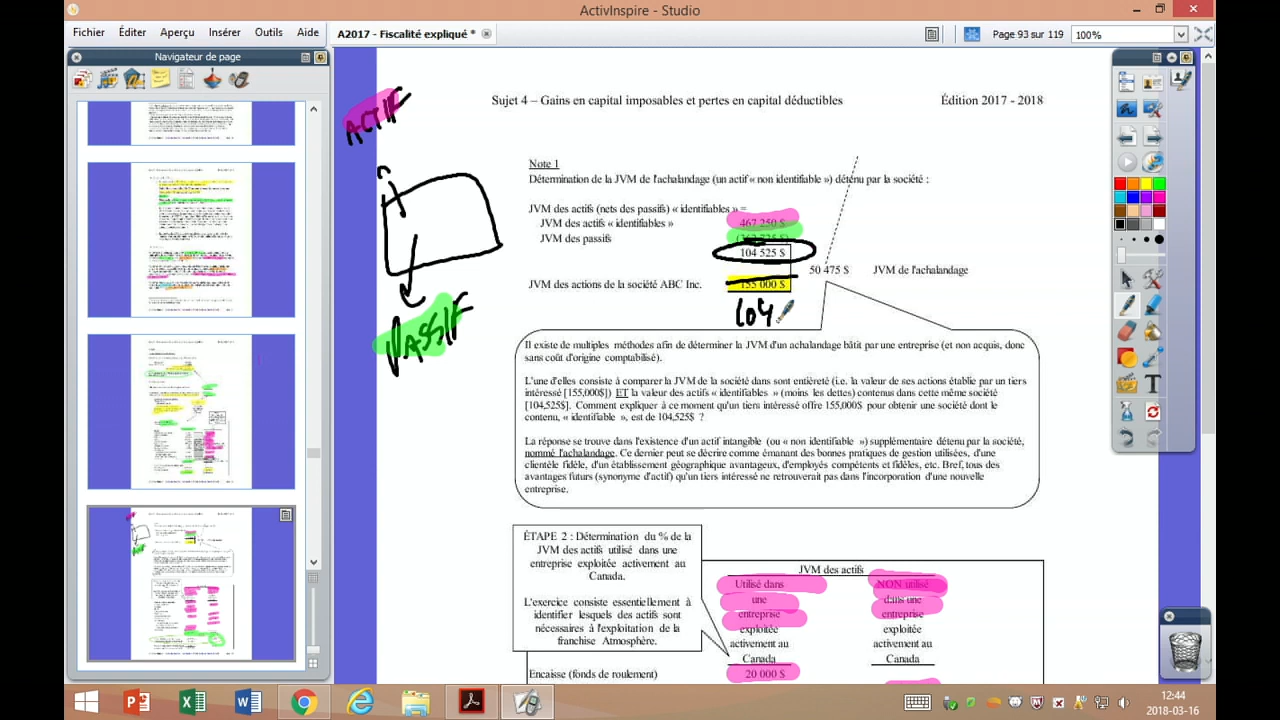 ActivInspire - Studio
Fichier Éditer Aperçu Insérer Outils Aide
A2017 - Fiscalité expliqué *
Page 93 sur 119
100%
Navigateur de page
ACTIF
PASSIF
Sujet 4 – Gains en capital imposables et pertes en capital déductibles Édition 2017 - 2018
Note 1
Détermination de la JVM de l'achalandage (un actif « non identifiable ») détenu par la société :
JVM des actifs (nets des passifs) « identifiables » =
JVM des actifs « identifiables » 467 250 $
JVM des passifs
104 525 $
50 475 $ JVM de l'achalandage
JVM des actions de la société ABC Inc. 155 000 $
104
Il existe de multiples méthodes afin de déterminer la JVM d'un achalandage bâtit par une entreprise (et non acquis, donc
sans coût d'origine comptabilisé).
L'une d'elles consiste à comparer la JVM de la société dans son entièreté (i.e. la valeur de ses actions établie par un tiers
intéressé [155,000$]) ET la valeur des actifs « identifiables » (moins les dettes) contenus dans cette même société
[104,525$]. Comment expliquer à ce moment qu'un tiers intéressé offre 155,000$ pour obtenir une société dont le
contenu « identifiable », est de 104,525$ ?
La réponse se trouve dans l'existence d'un actif intangible (ou « non identifiable ») supplémentaire détenu par la société,
nommé l'achalandage. Ce dernier peut se décrire comme émanant des bonnes pratiques de gestion utilisées, d'une
clientèle fidèle, d'un établissement géographique avantageux, d'employés compétents et fidèles, etc. Bref, tous des
avantages futurs (synonyme d'actif) qu'un tiers intéressé ne retrouverait pas dans l'incorporation d'une nouvelle
entreprise.
ÉTAPE 2 : Détermination du % de la
JVM des actifs utilisé dans une
entreprise exploitée activement au
Canada.
L'exercice consiste essentiellement à
identifier lesquels des actifs sont
nécessaires à l'exploitation de la
franchise Atmosphère.
JVM des actifs
Utilisé dans
une
entreprise
exploitée
activement au
Canada
NON utilisé
dans une
entreprise
exploitée
activement au
Canada
Encaisse (fonds de roulement) 20 000 $
12:44
2018-03-16